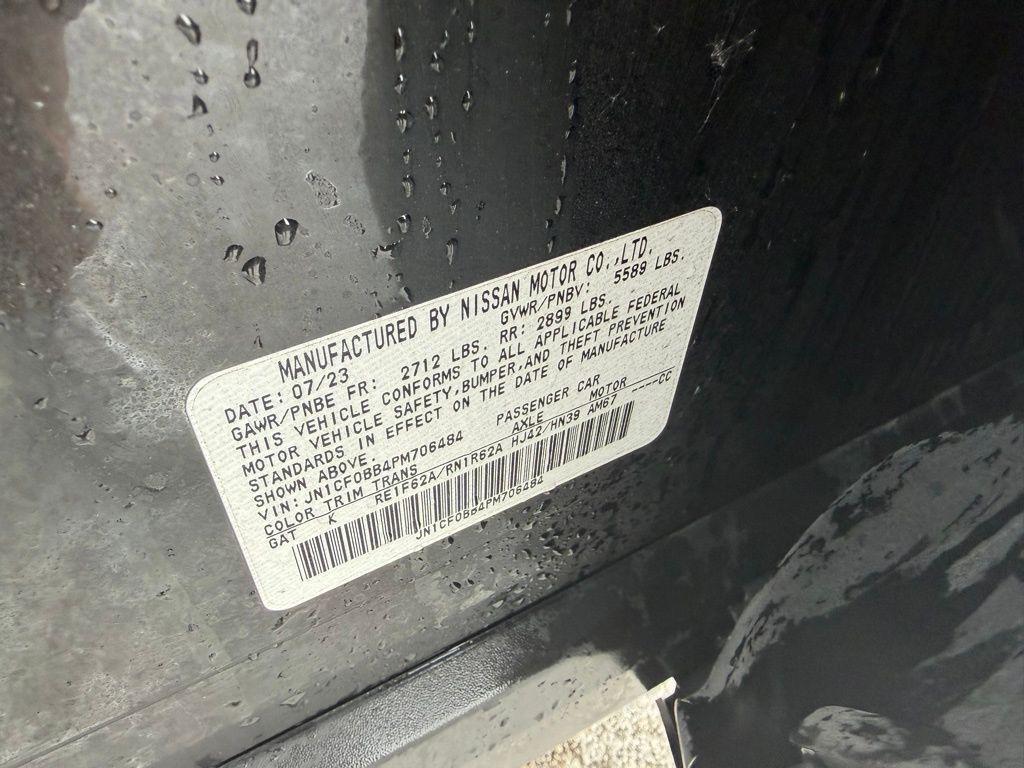 MANUFACTURED BY NISSAN MOTOR CO.,LTD.
DATE: 07/23 GVWR/PNBV: 5589 LBS.
GAWR/PNBE FR: 2712 LBS. RR: 2899 LBS.
THIS VEHICLE CONFORMS TO ALL APPLICABLE FEDERAL
MOTOR VEHICLE SAFETY,BUMPER,AND THEFT PREVENTION
STANDARDS IN EFFECT ON THE DATE OF MANUFACTURE
SHOWN ABOVE.
VIN: JN1CF0BB4PM706484 PASSENGER CAR
COLOR TRIM TRANS AXLE MOTOR ----CC
GAT K RE1F62A/RN1R62A HJ42/HN39 AM67
JN1CF0BB4PM706484